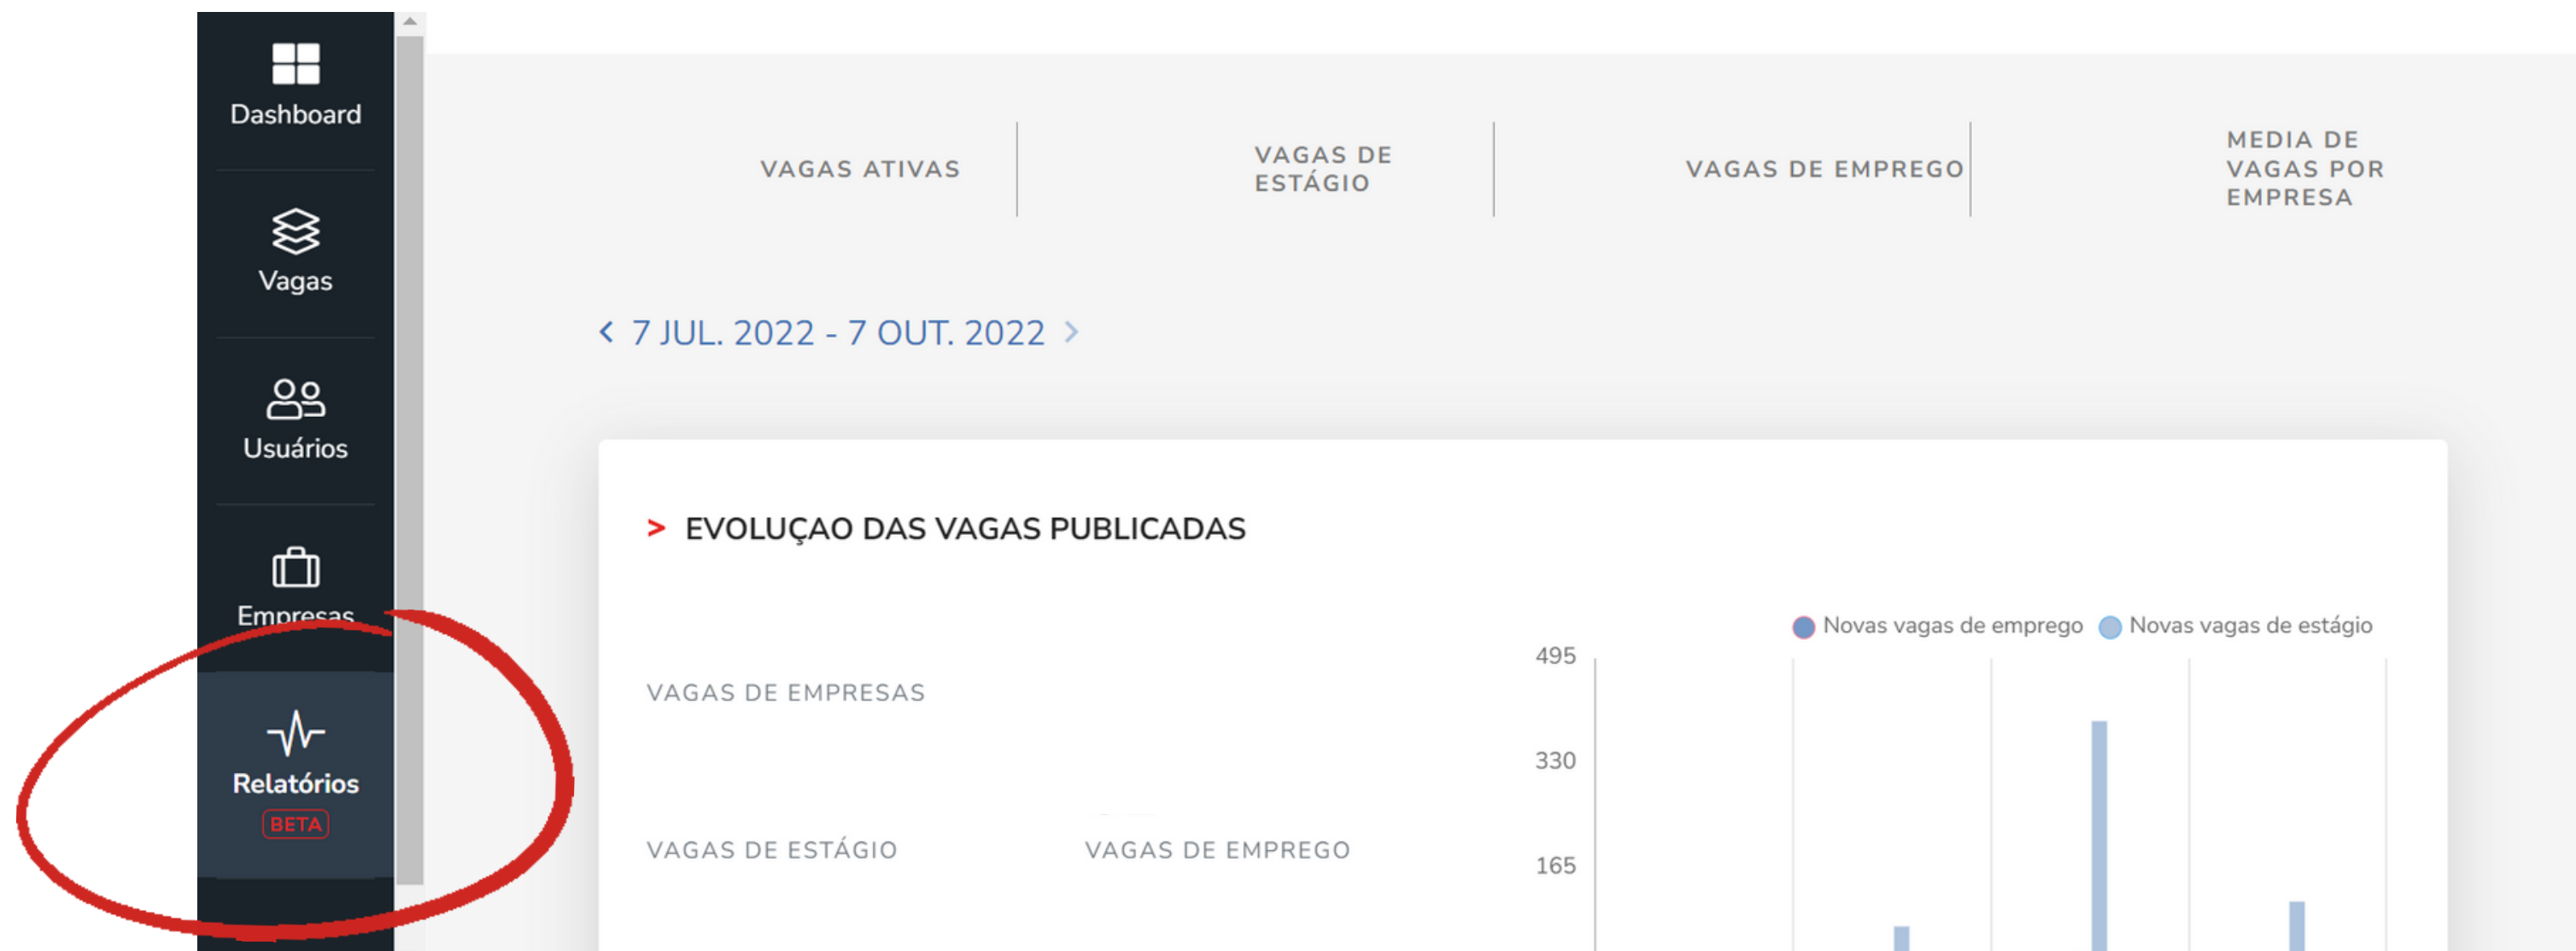 Dashboard
Vagas
Usuários
Empresas
Relatórios
BETA
VAGAS ATIVAS
VAGAS DE
ESTÁGIO
VAGAS DE EMPREGO
MEDIA DE
VAGAS POR
EMPRESA
< 7 JUL. 2022 - 7 OUT. 2022 >
> EVOLUÇAO DAS VAGAS PUBLICADAS
VAGAS DE EMPRESAS
VAGAS DE ESTÁGIO
VAGAS DE EMPREGO
Novas vagas de emprego
Novas vagas de estágio
495
330
165